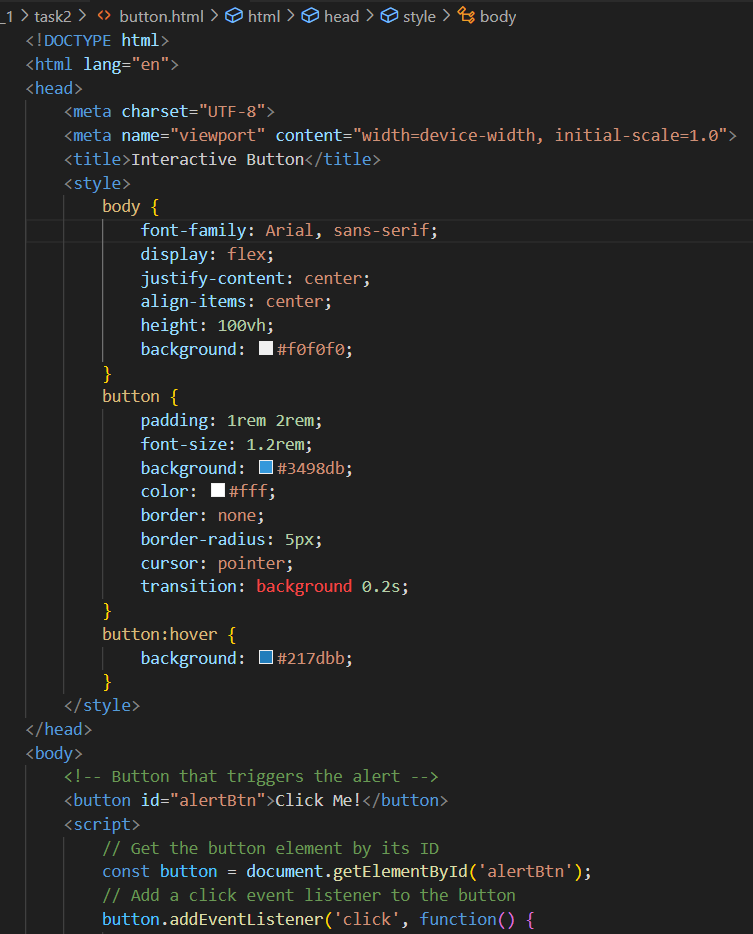 _1 > task2 > <> button.html > html > head > style > body
<!DOCTYPE html>
<html lang="en">
<head>
    <meta charset="UTF-8">
    <meta name="viewport" content="width=device-width, initial-scale=1.0">
    <title>Interactive Button</title>
    <style>
        body {
            font-family: Arial, sans-serif;
            display: flex;
            justify-content: center;
            align-items: center;
            height: 100vh;
            background: #f0f0f0;
        }
        button {
            padding: 1rem 2rem;
            font-size: 1.2rem;
            background: #3498db;
            color: #fff;
            border: none;
            border-radius: 5px;
            cursor: pointer;
            transition: background 0.2s;
        }
        button:hover {
            background: #217dbb;
        }
    </style>
</head>
<body>
    <!-- Button that triggers the alert -->
    <button id="alertBtn">Click Me!</button>
    <script>
        // Get the button element by its ID
        const button = document.getElementById('alertBtn');
        // Add a click event listener to the button
        button.addEventListener('click', function() {